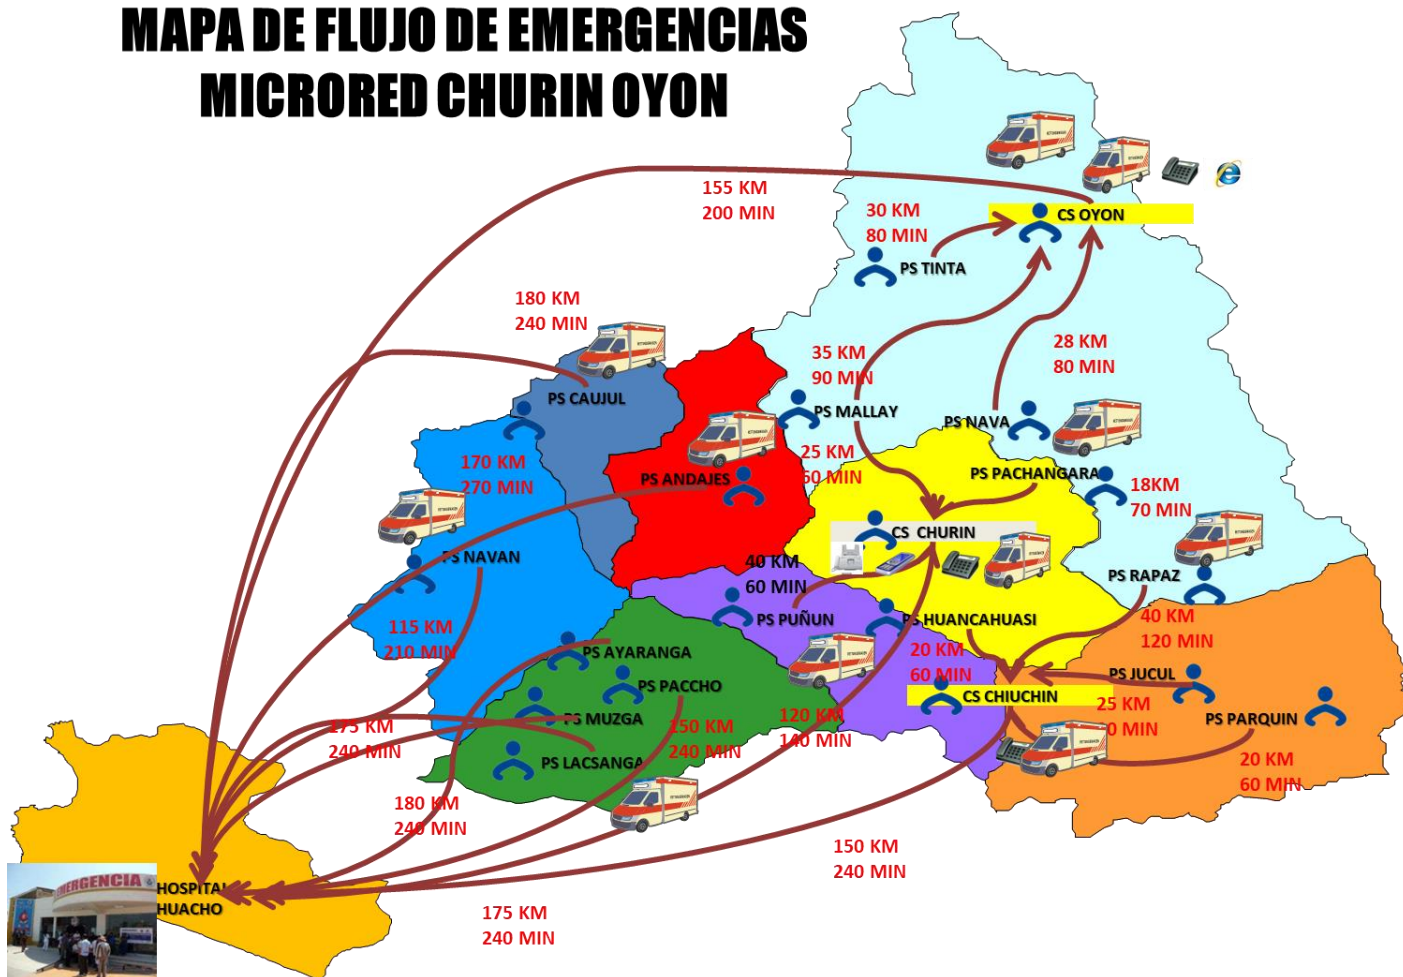 MAPA DE FLUJO DE EMERGENCIAS
MICRORED CHURIN OYON
155 KM
200 MIN
30 KM
80 MIN
CS OYON
PS TINTA
180 KM
240 MIN
35 KM
90 MIN
28 KM
80 MIN
PS CAUJUL
PS MALLAY
PS NAVA
170 KM
270 MIN
25 KM
60 MIN
PS ANDAJES
PS PACHANGARA
18KM
70 MIN
CS CHURIN
PS NAVAN
40 KM
60 MIN
PS RAPAZ
PS PUÑUN
PS HUANCAHUASI
40 KM
120 MIN
115 KM
210 MIN
PS AYARANGA
20 KM
60 MIN
PS JUCUL
PS PACCHO
CS CHIUCHIN
25 KM
0 MIN
PS MUZGA
PS PARQUIN
175 KM
240 MIN
150 KM
240 MIN
120 KM
140 MIN
PS LACSANGA
20 KM
60 MIN
180 KM
240 MIN
150 KM
240 MIN
EMERGENCIA
HOSPITAL
HUACHO
175 KM
240 MIN